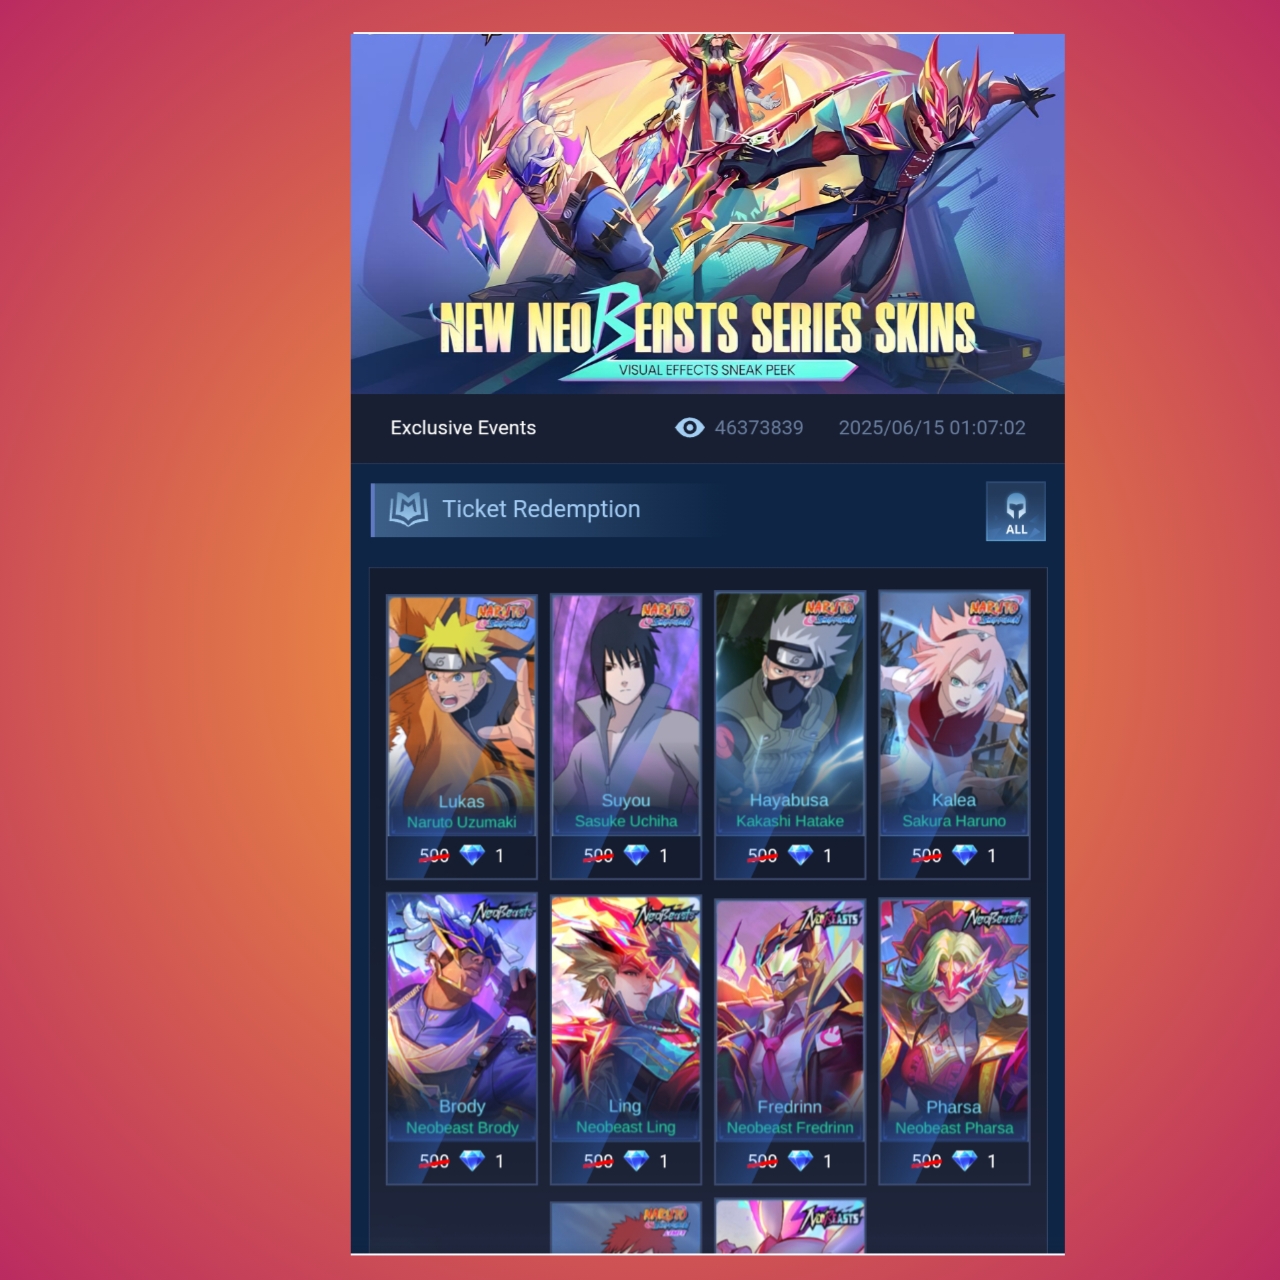 NEW NEOBEASTS SERIES SKINS
VISUAL EFFECTS SNEAK PEEK
Exclusive Events 46373839 2025/06/15 01:07:02
Ticket Redemption
ALL
NARUTO NARUTO NARUTO NARUTO
Lukas Suyou Hayabusa Kalea
Naruto Uzumaki Sasuke Uchiha Kakashi Hatake Sakura Haruno
500 1 500 1 500 1 500 1
NeoBeasts NeoBeasts NEOBEASTS NeoBeasts
Brody Ling Fredrinn Pharsa
Neobeast Brody Neobeast Ling Neobeast Fredrinn Neobeast Pharsa
500 1 500 1 500 1 500 1
NARUTO NEOBEASTS